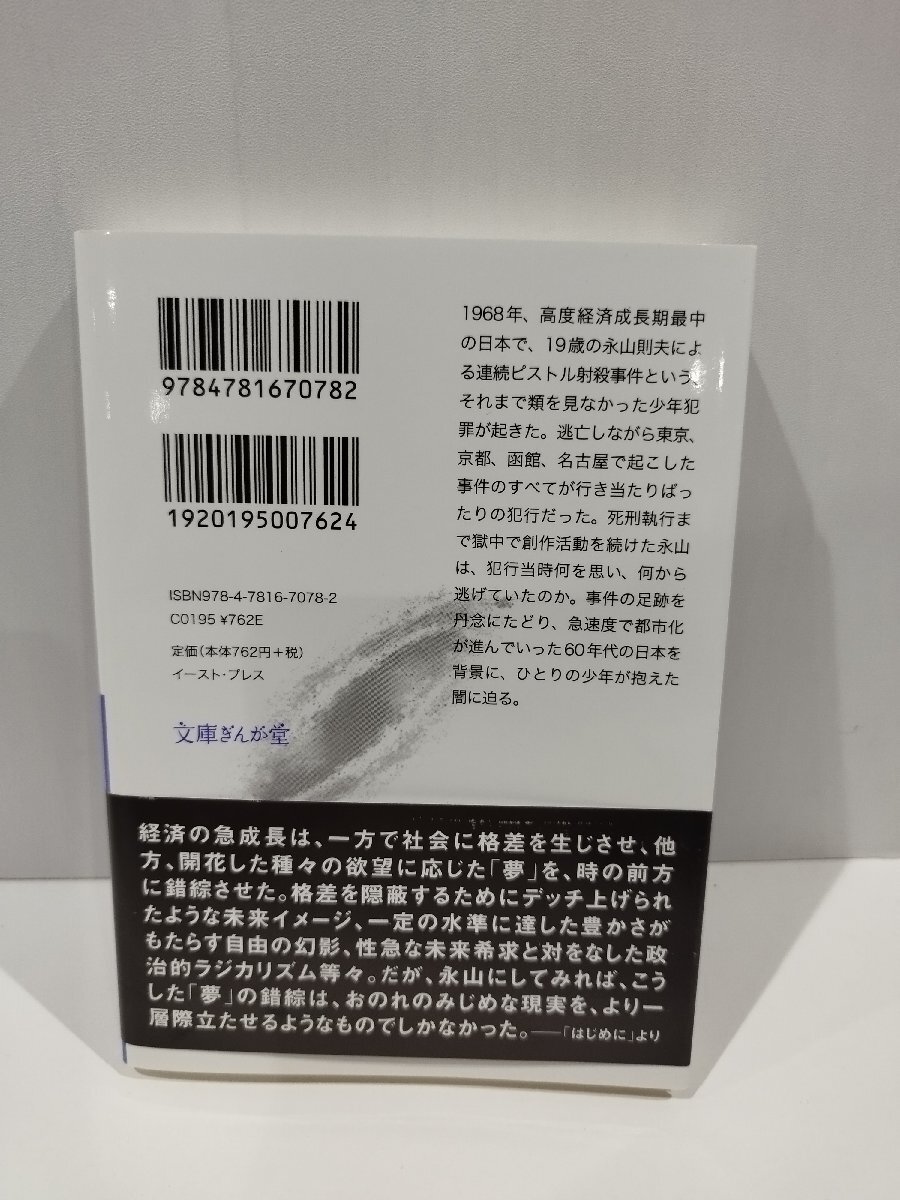 9784781670782
1920195007624
ISBN978-4-7816-7078-2
C0195 ¥762E
定価(本体762円+税)
イースト・プレス
文庫ぎんが堂
1968年、高度経済成長期最中
の日本で、19歳の永山則夫によ
る連続ピストル射殺事件という、
それまで類を見なかった少年犯
罪が起きた。逃亡しながら東京、
京都、函館、名古屋で起こした
事件のすべてが行き当たりばっ
たりの犯行だった。死刑執行ま
で獄中で創作活動を続けた永山
は、犯行当時何を思い、何から
逃げていたのか。事件の足跡を
丹念にたどり、急速度で都市化
が進んでいった60年代の日本を
背景に、ひとりの少年が抱えた
闇に迫る。
経済の急成長は、一方で社会に格差を生じさせ、他
方、開花した種々の欲望に応じた「夢」を、時の前方
に錯綜させた。格差を隠蔽するためにデッチ上げられ
たような未来イメージ、一定の水準に達した豊かさが
もたらす自由の幻影、性急な未来希求と対をなした政
治的ラジカリズム等々。だが、永山にしてみれば、こう
した「夢」の錯綜は、おのれのみじめな現実を、より一
層際立たせるようなものでしかなかった。──「はじめに」より